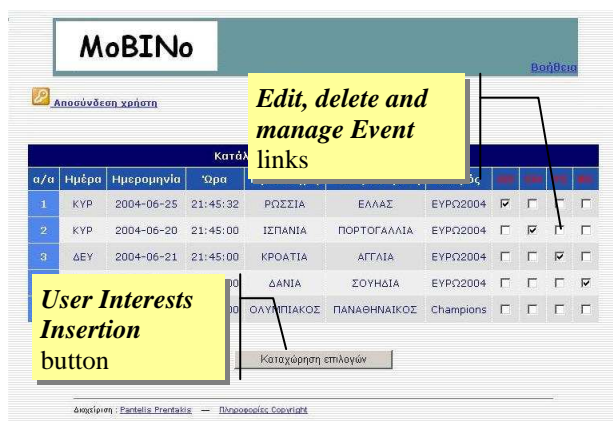 MoBINo
Βοήθεια
Αποσύνδεση χρήστη
Edit, delete and
manage Event
links
α/α Ημέρα Ημερομηνία Ώρα
1 ΚΥΡ 2004-06-25 21:45:32 ΡΩΣΣΙΑ ΕΛΛΑΣ ΕΥΡΩ2004
2 ΚΥΡ 2004-06-20 21:45:00 ΙΣΠΑΝΙΑ ΠΟΡΤΟΓΑΛΛΙΑ ΕΥΡΩ2004
3 ΔΕΥ 2004-06-21 21:45:00 ΚΡΟΑΤΙΑ ΑΓΓΛΙΑ ΕΥΡΩ2004
ΔΑΝΙΑ ΣΟΥΗΔΙΑ ΕΥΡΩ2004
ΟΛΥΜΠΙΑΚΟΣ ΠΑΝΑΘΗΝΑΙΚΟΣ Champions
User Interests
Insertion
button
Καταχώρηση επιλογών
Διαχείριση : Pantelis Prentakis — Πληροφορίες Copyright